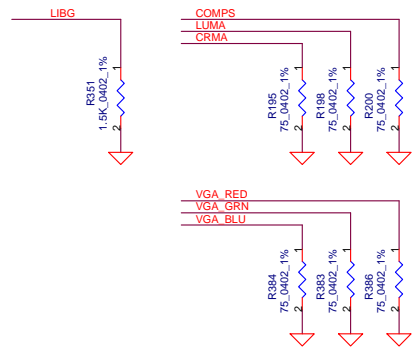 LIBG
COMPS
LUMA
CRMA
1
R351
1.5K_0402_1%
2
1
R195
75_0402_1%
2
1
R198
75_0402_1%
2
1
R200
75_0402_1%
2
VGA_RED
VGA_GRN
VGA_BLU
1
R384
75_0402_1%
2
1
R383
75_0402_1%
2
1
R386
75_0402_1%
2